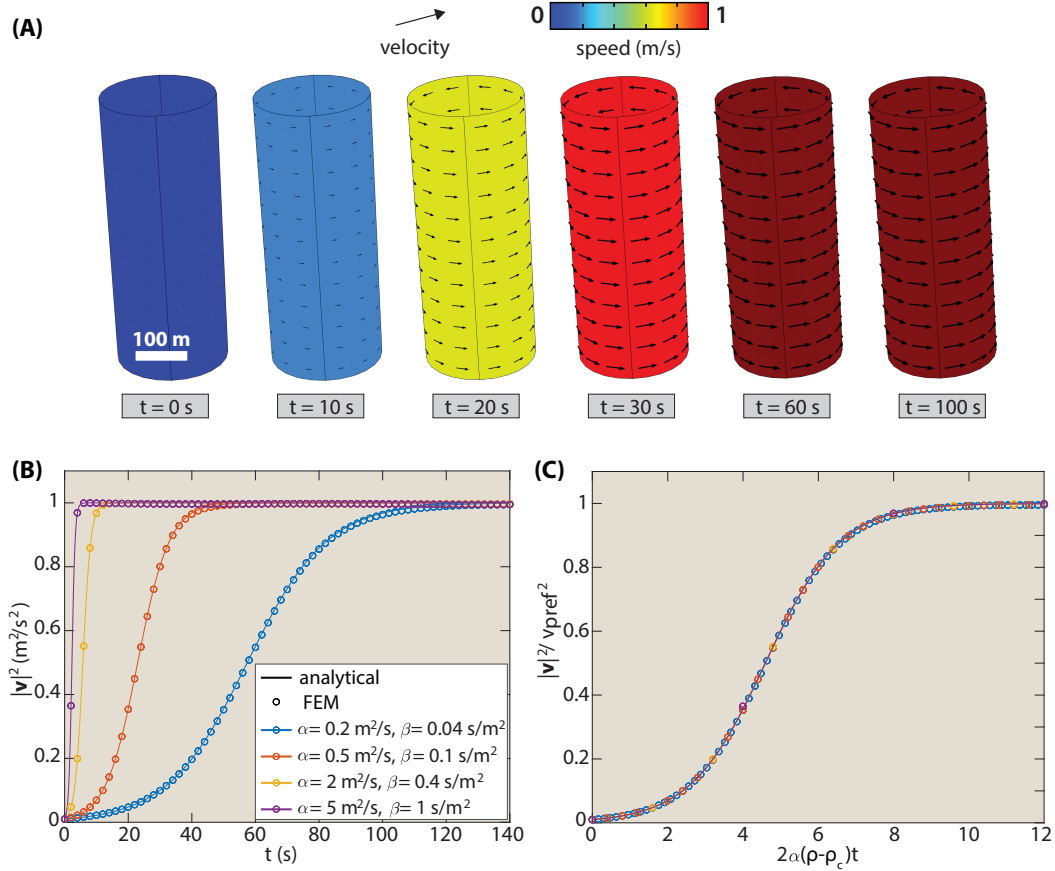 (A)
velocity
0 1
speed (m/s)
100 m
t = 0 s
t = 10 s
t = 20 s
t = 30 s
t = 60 s
t = 100 s
(B)
1
0.8
0.6
0.4
0.2
0
|v|² (m²/s²)
0 20 40 60 80 100 120 140
t (s)
analytical
FEM
α= 0.2 m²/s, β= 0.04 s/m²
α= 0.5 m²/s, β= 0.1 s/m²
α= 2 m²/s, β= 0.4 s/m²
α= 5 m²/s, β= 1 s/m²
(C)
1
0.8
0.6
0.4
0.2
0
|v|²/ vpref²
0 2 4 6 8 10 12
2α(ρ-ρc)t